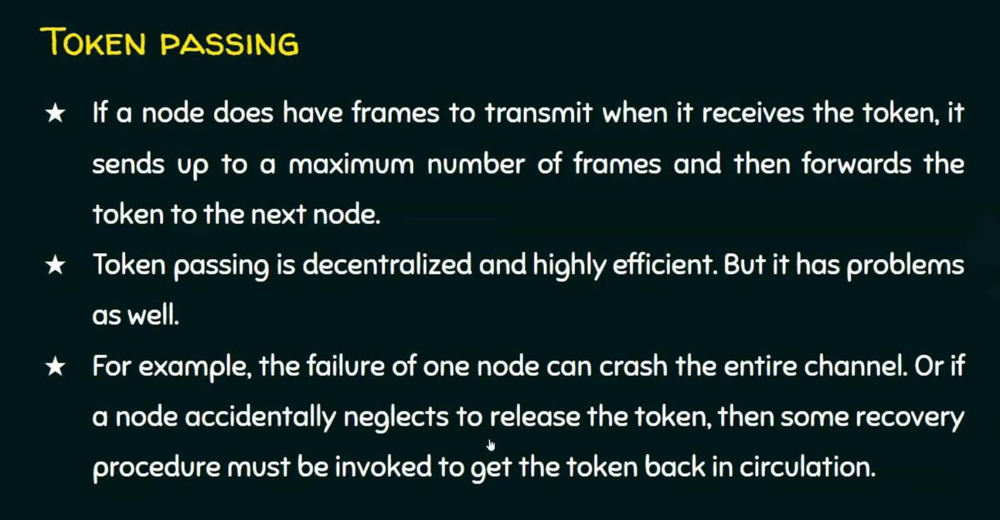 TOKEN PASSING
★ If a node does have frames to transmit when it receives the token, it
sends up to a maximum number of frames and then forwards the
token to the next node.
★ Token passing is decentralized and highly efficient. But it has problems
as well.
★ For example, the failure of one node can crash the entire channel. Or if
a node accidentally neglects to release the token, then some recovery
procedure must be invoked to get the token back in circulation.